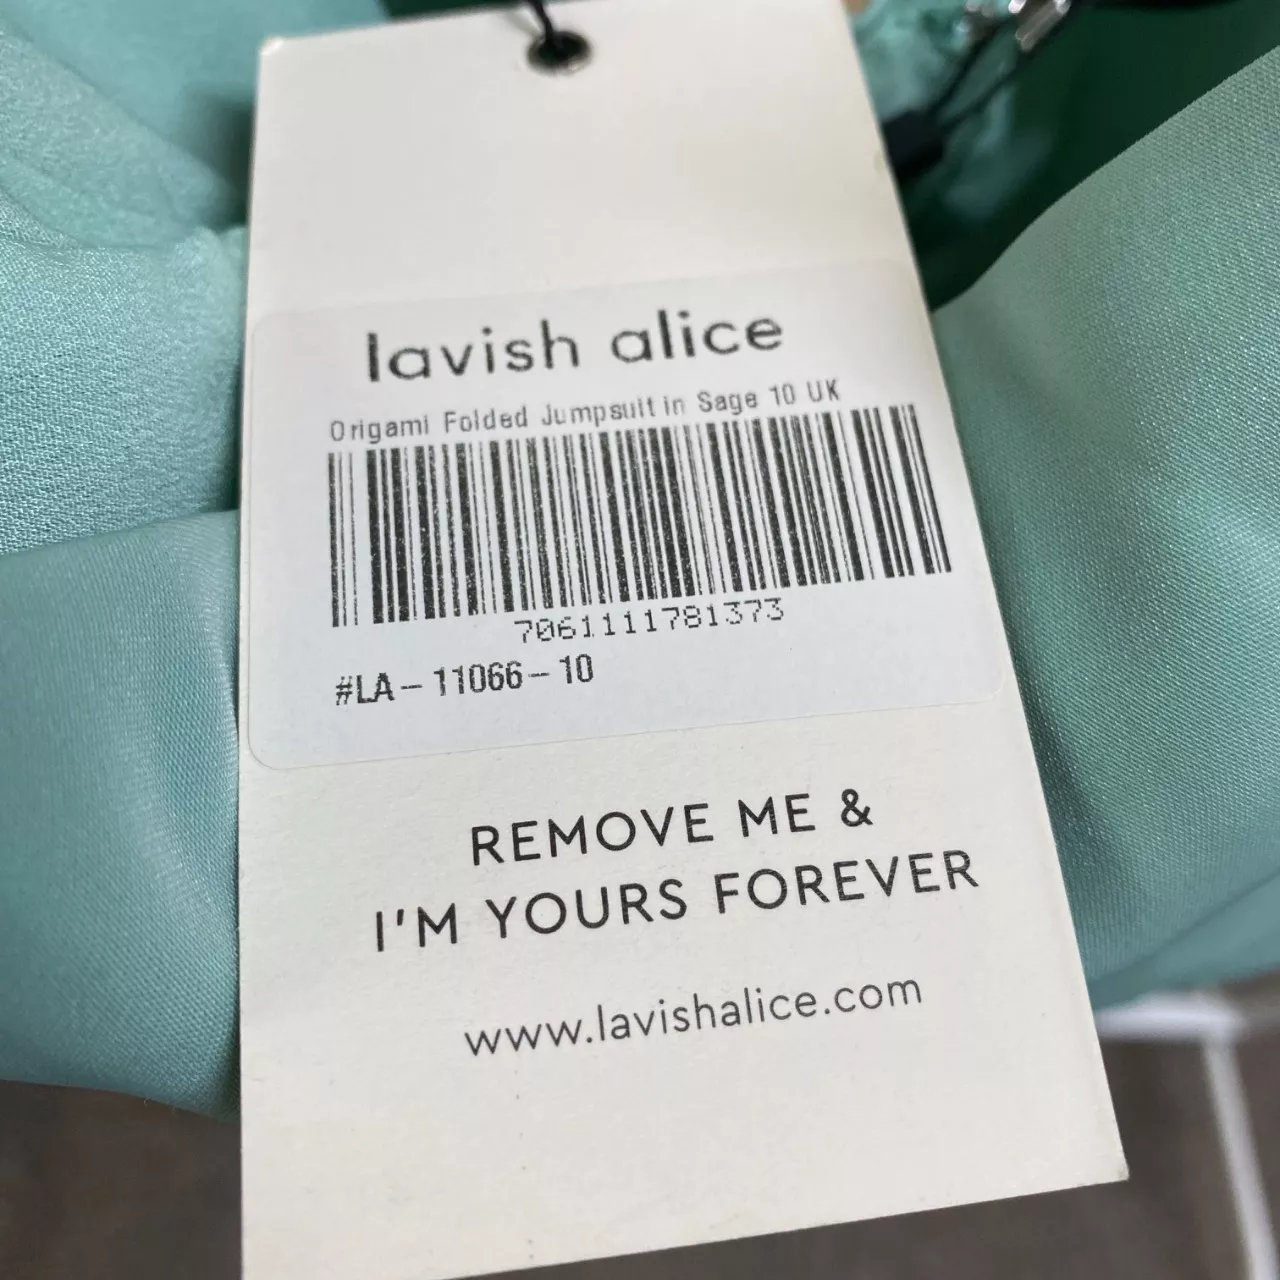 lavish alice
Origami Folded Jumpsuit in Sage 10 UK
7061111781373
#LA-11066-10
REMOVE ME &
I'M YOURS FOREVER
www.lavishalice.com